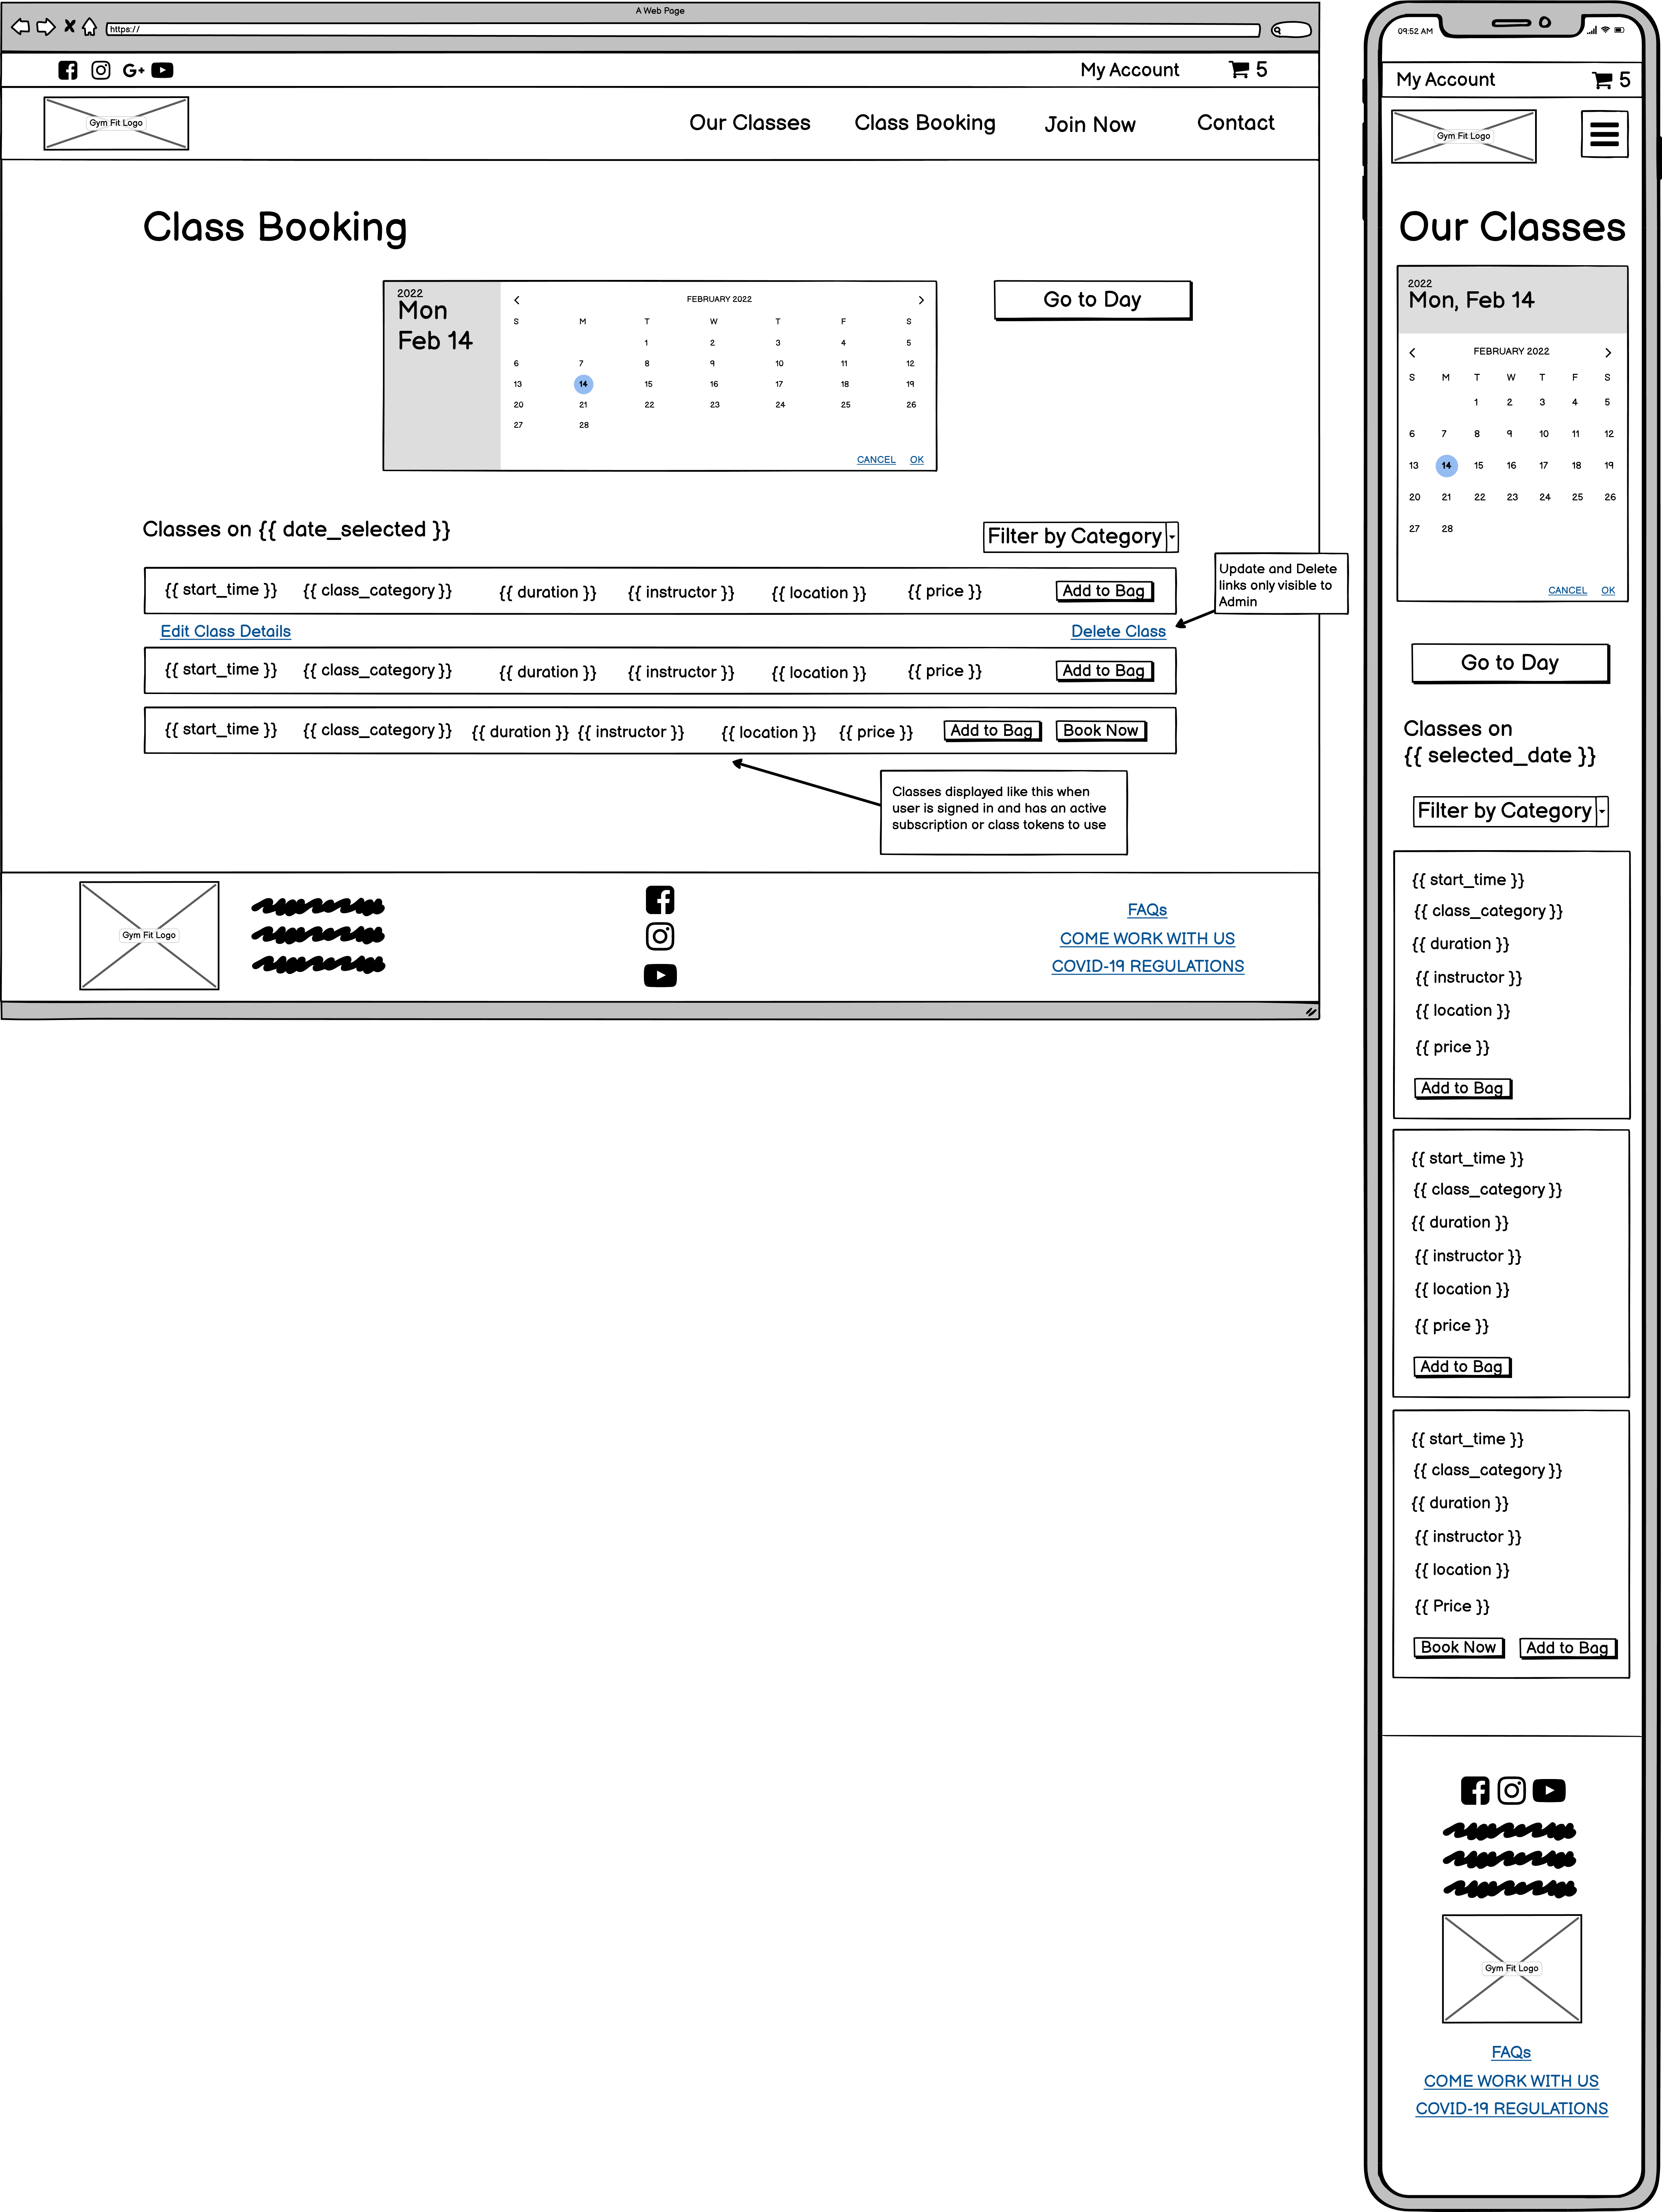 A Web Page
https://
My Account 5
Gym Fit Logo
Our Classes Class Booking Join Now Contact
Class Booking
2022
Mon
Feb 14
FEBRUARY 2022
S M T W T F S
1 2 3 4 5
6 7 8 9 10 11 12
13 14 15 16 17 18 19
20 21 22 23 24 25 26
27 28
CANCEL OK
Go to Day
Classes on {{ date_selected }}
Filter by Category
{{ start_time }} {{ class_category }} {{ duration }} {{ instructor }} {{ location }} {{ price }} Add to Bag
Update and Delete
links only visible to
Admin
Edit Class Details Delete Class
{{ start_time }} {{ class_category }} {{ duration }} {{ instructor }} {{ location }} {{ price }} Add to Bag
{{ start_time }} {{ class_category }} {{ duration }} {{ instructor }} {{ location }} {{ price }} Add to Bag Book Now
Classes displayed like this when
user is signed in and has an active
subscription or class tokens to use
Gym Fit Logo
FAQs
COME WORK WITH US
COVID-19 REGULATIONS
09:52 AM
My Account 5
Gym Fit Logo
Our Classes
2022
Mon, Feb 14
FEBRUARY 2022
S M T W T F S
1 2 3 4 5
6 7 8 9 10 11 12
13 14 15 16 17 18 19
20 21 22 23 24 25 26
27 28
CANCEL OK
Go to Day
Classes on
{{ selected_date }}
Filter by Category
{{ start_time }}
{{ class_category }}
{{ duration }}
{{ instructor }}
{{ location }}
{{ price }}
Add to Bag
{{ start_time }}
{{ class_category }}
{{ duration }}
{{ instructor }}
{{ location }}
{{ price }}
Add to Bag
{{ start_time }}
{{ class_category }}
{{ duration }}
{{ instructor }}
{{ location }}
{{ Price }}
Book Now Add to Bag
Gym Fit Logo
FAQs
COME WORK WITH US
COVID-19 REGULATIONS